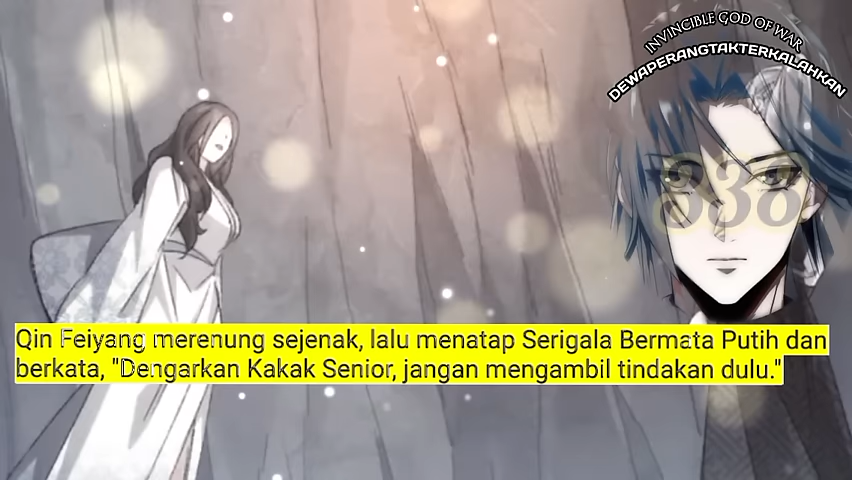 INVINCIBLE GOD OF WAR
DEWAPERANGTAKTERKALAHKAN
338
Qin Feiyang merenung sejenak, lalu menatap Serigala Bermata Putih dan
berkata, "Dengarkan Kakak Senior, jangan mengambil tindakan dulu."